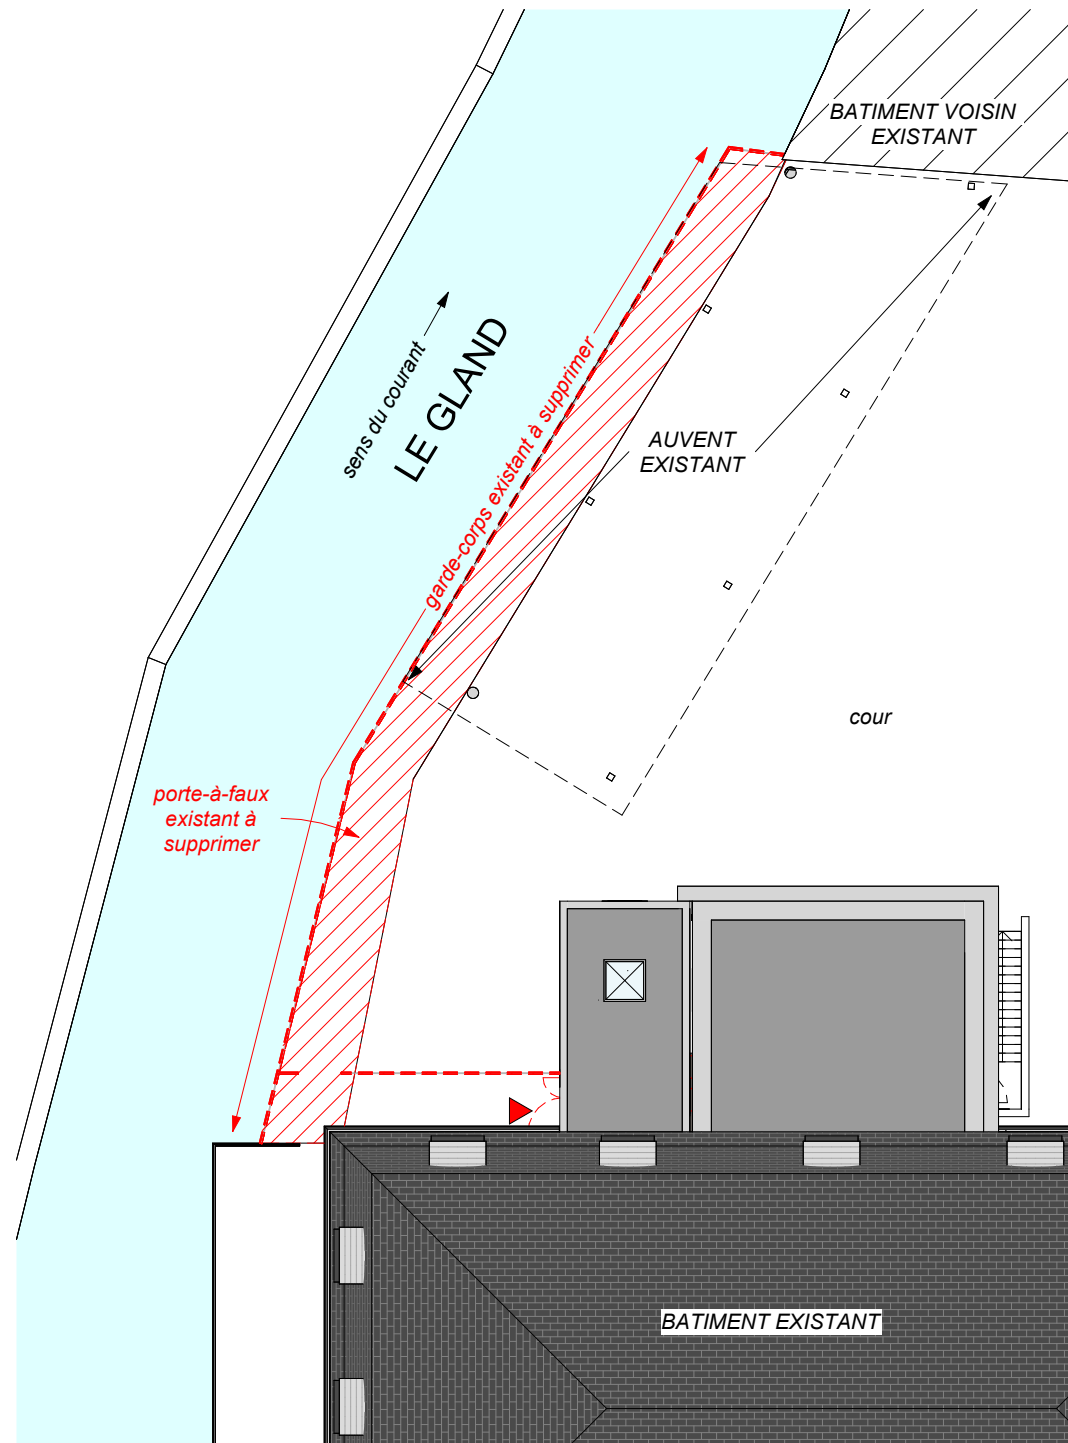 BATIMENT VOISIN
EXISTANT
sens du courant
LE GLAND
garde-corps existant à supprimer
AUVENT
EXISTANT
cour
porte-à-faux
existant à
supprimer
BATIMENT EXISTANT